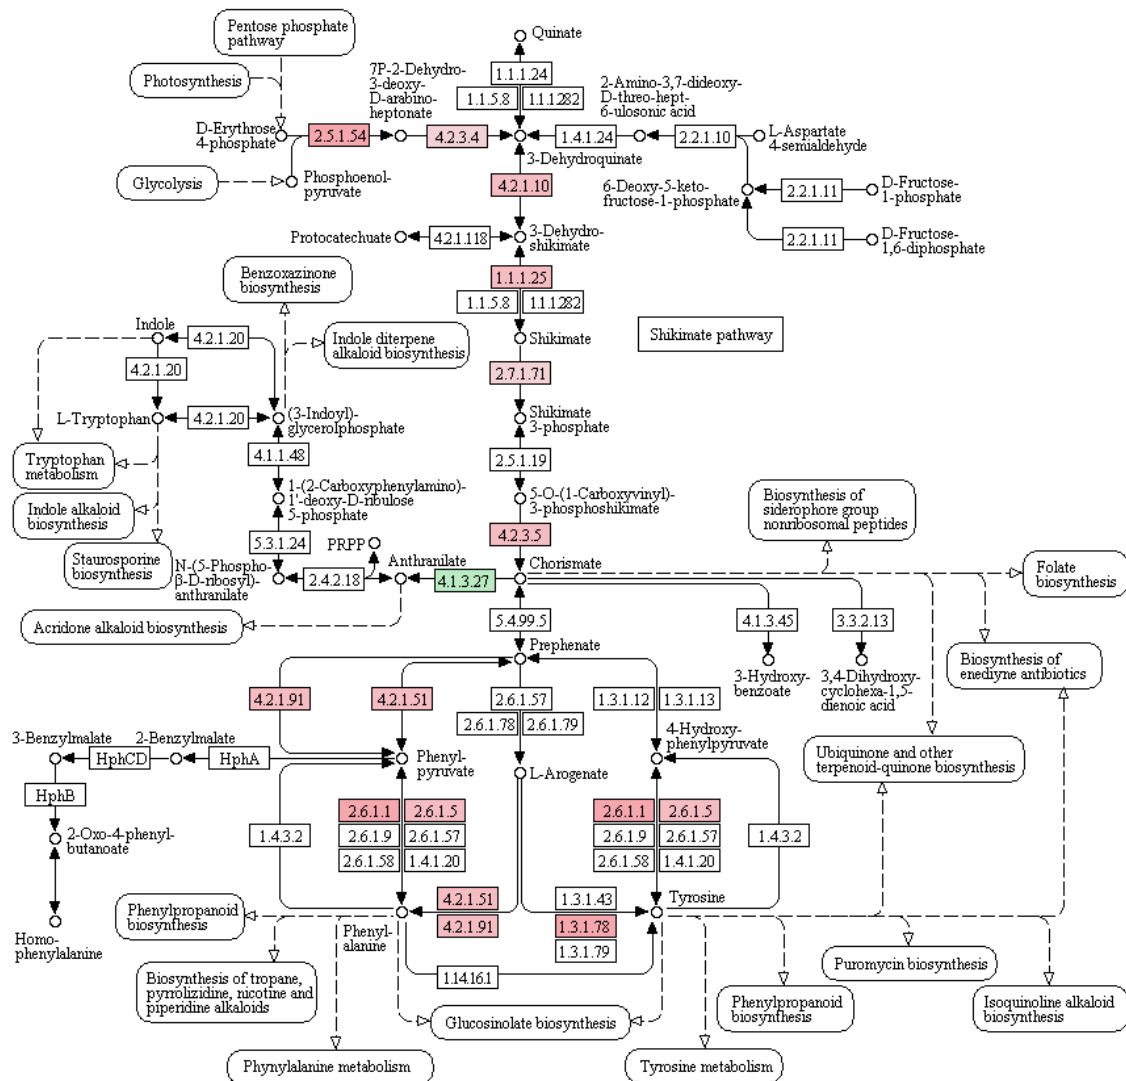 Pentose phosphate
pathway
Quinate
Photosynthesis
7P-2-Dehydro-
3-deoxy-
D-arabino-
heptonate
1.1.1.24
1.1.5.8
1.1.1282
2-Amino-3,7-dideoxy-
D-threo-hept-
6-ulosonic acid
D-Erythrose
4-phosphate
2.5.1.54
4.2.3.4
1.4.1.24
2.2.1.10
L-Aspartate
4-semialdehyde
3-Dehydroquinate
Glycolysis
Phosphoenol-
pyruvate
4.2.1.10
6-Deoxy-5-keto-
fructose-1-phosphate
2.2.1.11
D-Fructose-
1-phosphate
Protocatechuate
4.2.1.118
3-Dehydro-
shikimate
2.2.1.11
D-Fructose-
1,6-diphosphate
Benzoxazinone
biosynthesis
1.1.1.25
1.1.5.8
1.1.1282
Indole
4.2.1.20
Indole diterpene
alkaloid biosynthesis
Shikimate
Shikimate pathway
4.2.1.20
2.7.1.71
L-Tryptophan
4.2.1.20
(3-Indoyl)-
glycerolphosphate
Shikimate
3-phosphate
Tryptophan
metabolism
4.1.1.48
2.5.1.19
Indole alkaloid
biosynthesis
1-(2-Carboxyphenylamino)-
1'-deoxy-D-ribulose
5-phosphate
5-O-(1-Carboxyvinyl)-
3-phosphoshikimate
Biosynthesis of
siderophore group
nonribosomal peptides
Staurosporine
biosynthesis
5.3.1.24
PRPP
4.2.3.5
N-(5-Phospho-
β-D-ribosyl)-
anthranilate
2.4.2.18
Anthranilate
4.1.3.27
Chorismate
Folate
biosynthesis
Acridone alkaloid biosynthesis
5.4.99.5
4.1.3.45
3.3.2.13
Prephenate
3-Hydroxy-
benzoate
3,4-Dihydroxy-
cyclohexa-1,5-
dienoic acid
Biosynthesis of
enediyne antibiotics
4.2.1.91
4.2.1.51
2.6.1.57
2.6.1.78
2.6.1.79
1.3.1.12
1.3.1.13
3-Benzylmalate
2-Benzylmalate
4-Hydroxy-
phenylpyruvate
HphCD
HphA
Phenyl-
pyruvate
L-Arogenate
Ubiquinone and other
terpenoid-quinone biosynthesis
HphB
2-Oxo-4-phenyl-
butanoate
1.4.3.2
2.6.1.1
2.6.1.5
2.6.1.9
2.6.1.57
2.6.1.58
1.4.1.20
2.6.1.1
2.6.1.5
2.6.1.9
2.6.1.57
2.6.1.58
1.4.1.20
1.4.3.2
Homo-
phenylalanine
Phenylpropanoid
biosynthesis
Phenyl-
alanine
4.2.1.51
4.2.1.91
1.3.1.43
1.3.1.78
1.3.1.79
Tyrosine
1.14.16.1
Biosynthesis of tropane,
pyrrolizidine, nicotine and
piperidine alkaloids
Puromycin biosynthesis
Glucosinolate biosynthesis
Phenylpropanoid
biosynthesis
Isoquinoline alkaloid
biosynthesis
Phynylalanine metabolism
Tyrosine metabolism